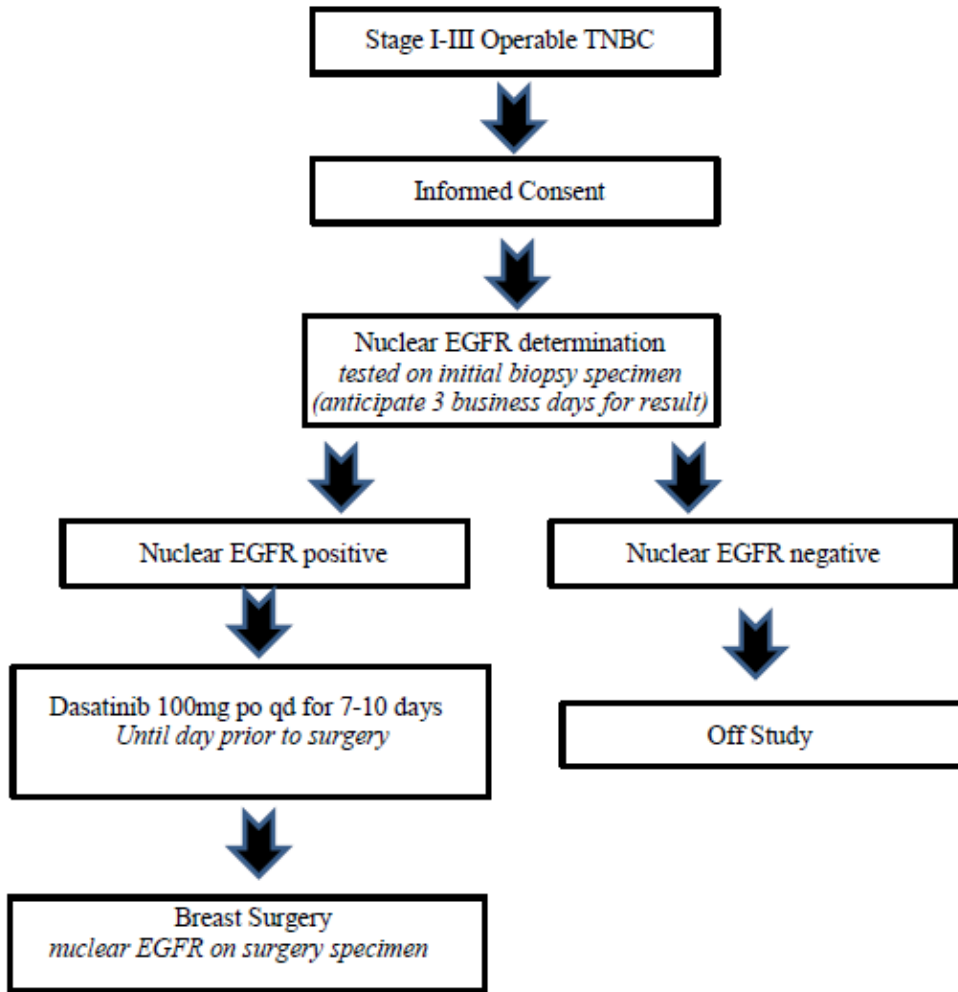 Stage I-III Operable TNBC
Informed Consent
Nuclear EGFR determination
tested on initial biopsy specimen
(anticipate 3 business days for result)
Nuclear EGFR positive
Nuclear EGFR negative
Dasatinib 100mg po qd for 7-10 days
Until day prior to surgery
Off Study
Breast Surgery
nuclear EGFR on surgery specimen